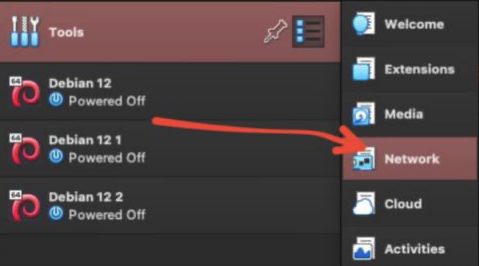 Tools
64
Debian 12
Powered Off
64
Debian 12 1
Powered Off
64
Debian 12 2
Powered Off
Welcome
Extensions
Media
Network
Cloud
Activities